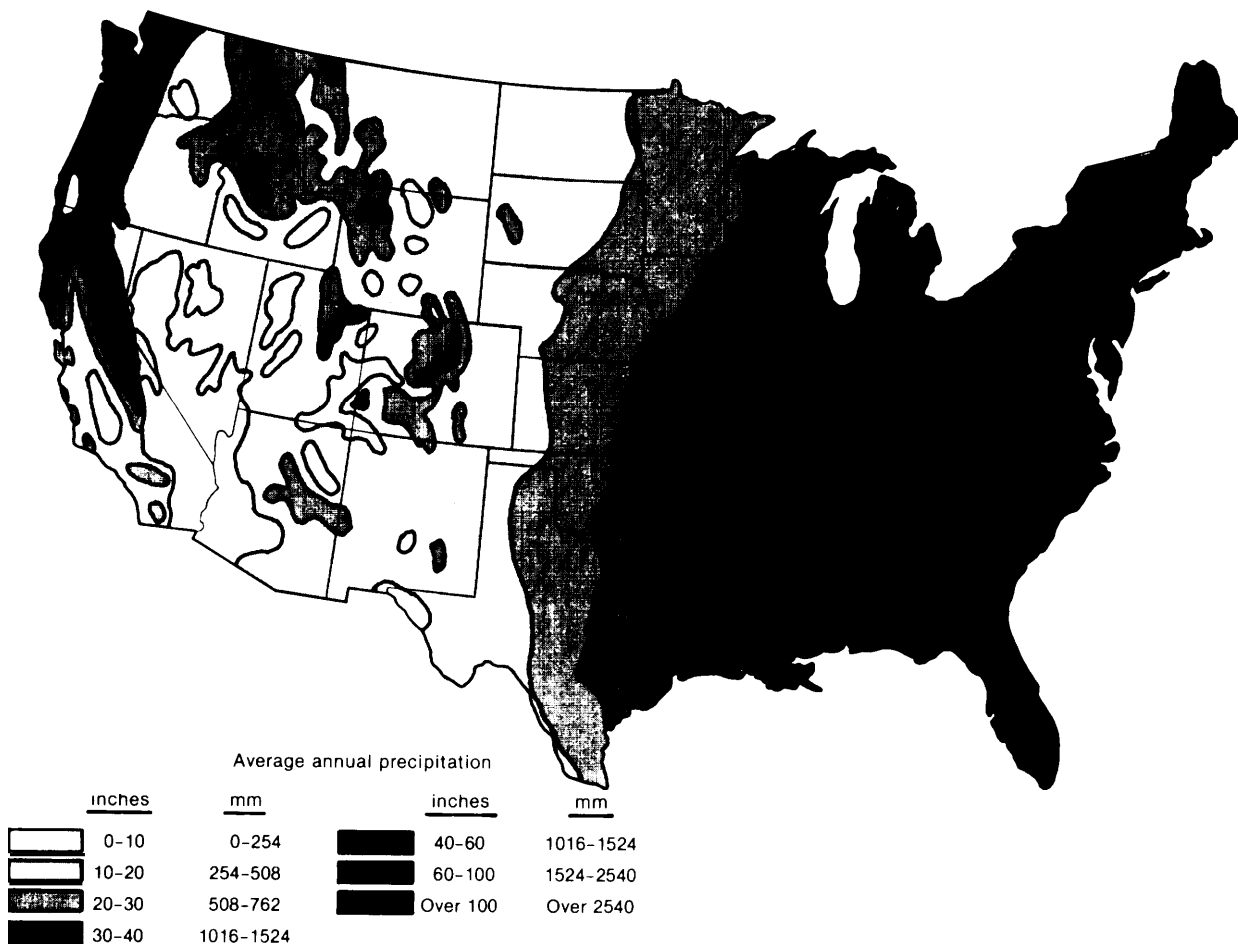 Average annual precipitation
inches mm
0-10 0-254
10-20 254-508
20-30 508-762
30-40 1016-1524
inches mm
40-60 1016-1524
60-100 1524-2540
Over 100 Over 2540